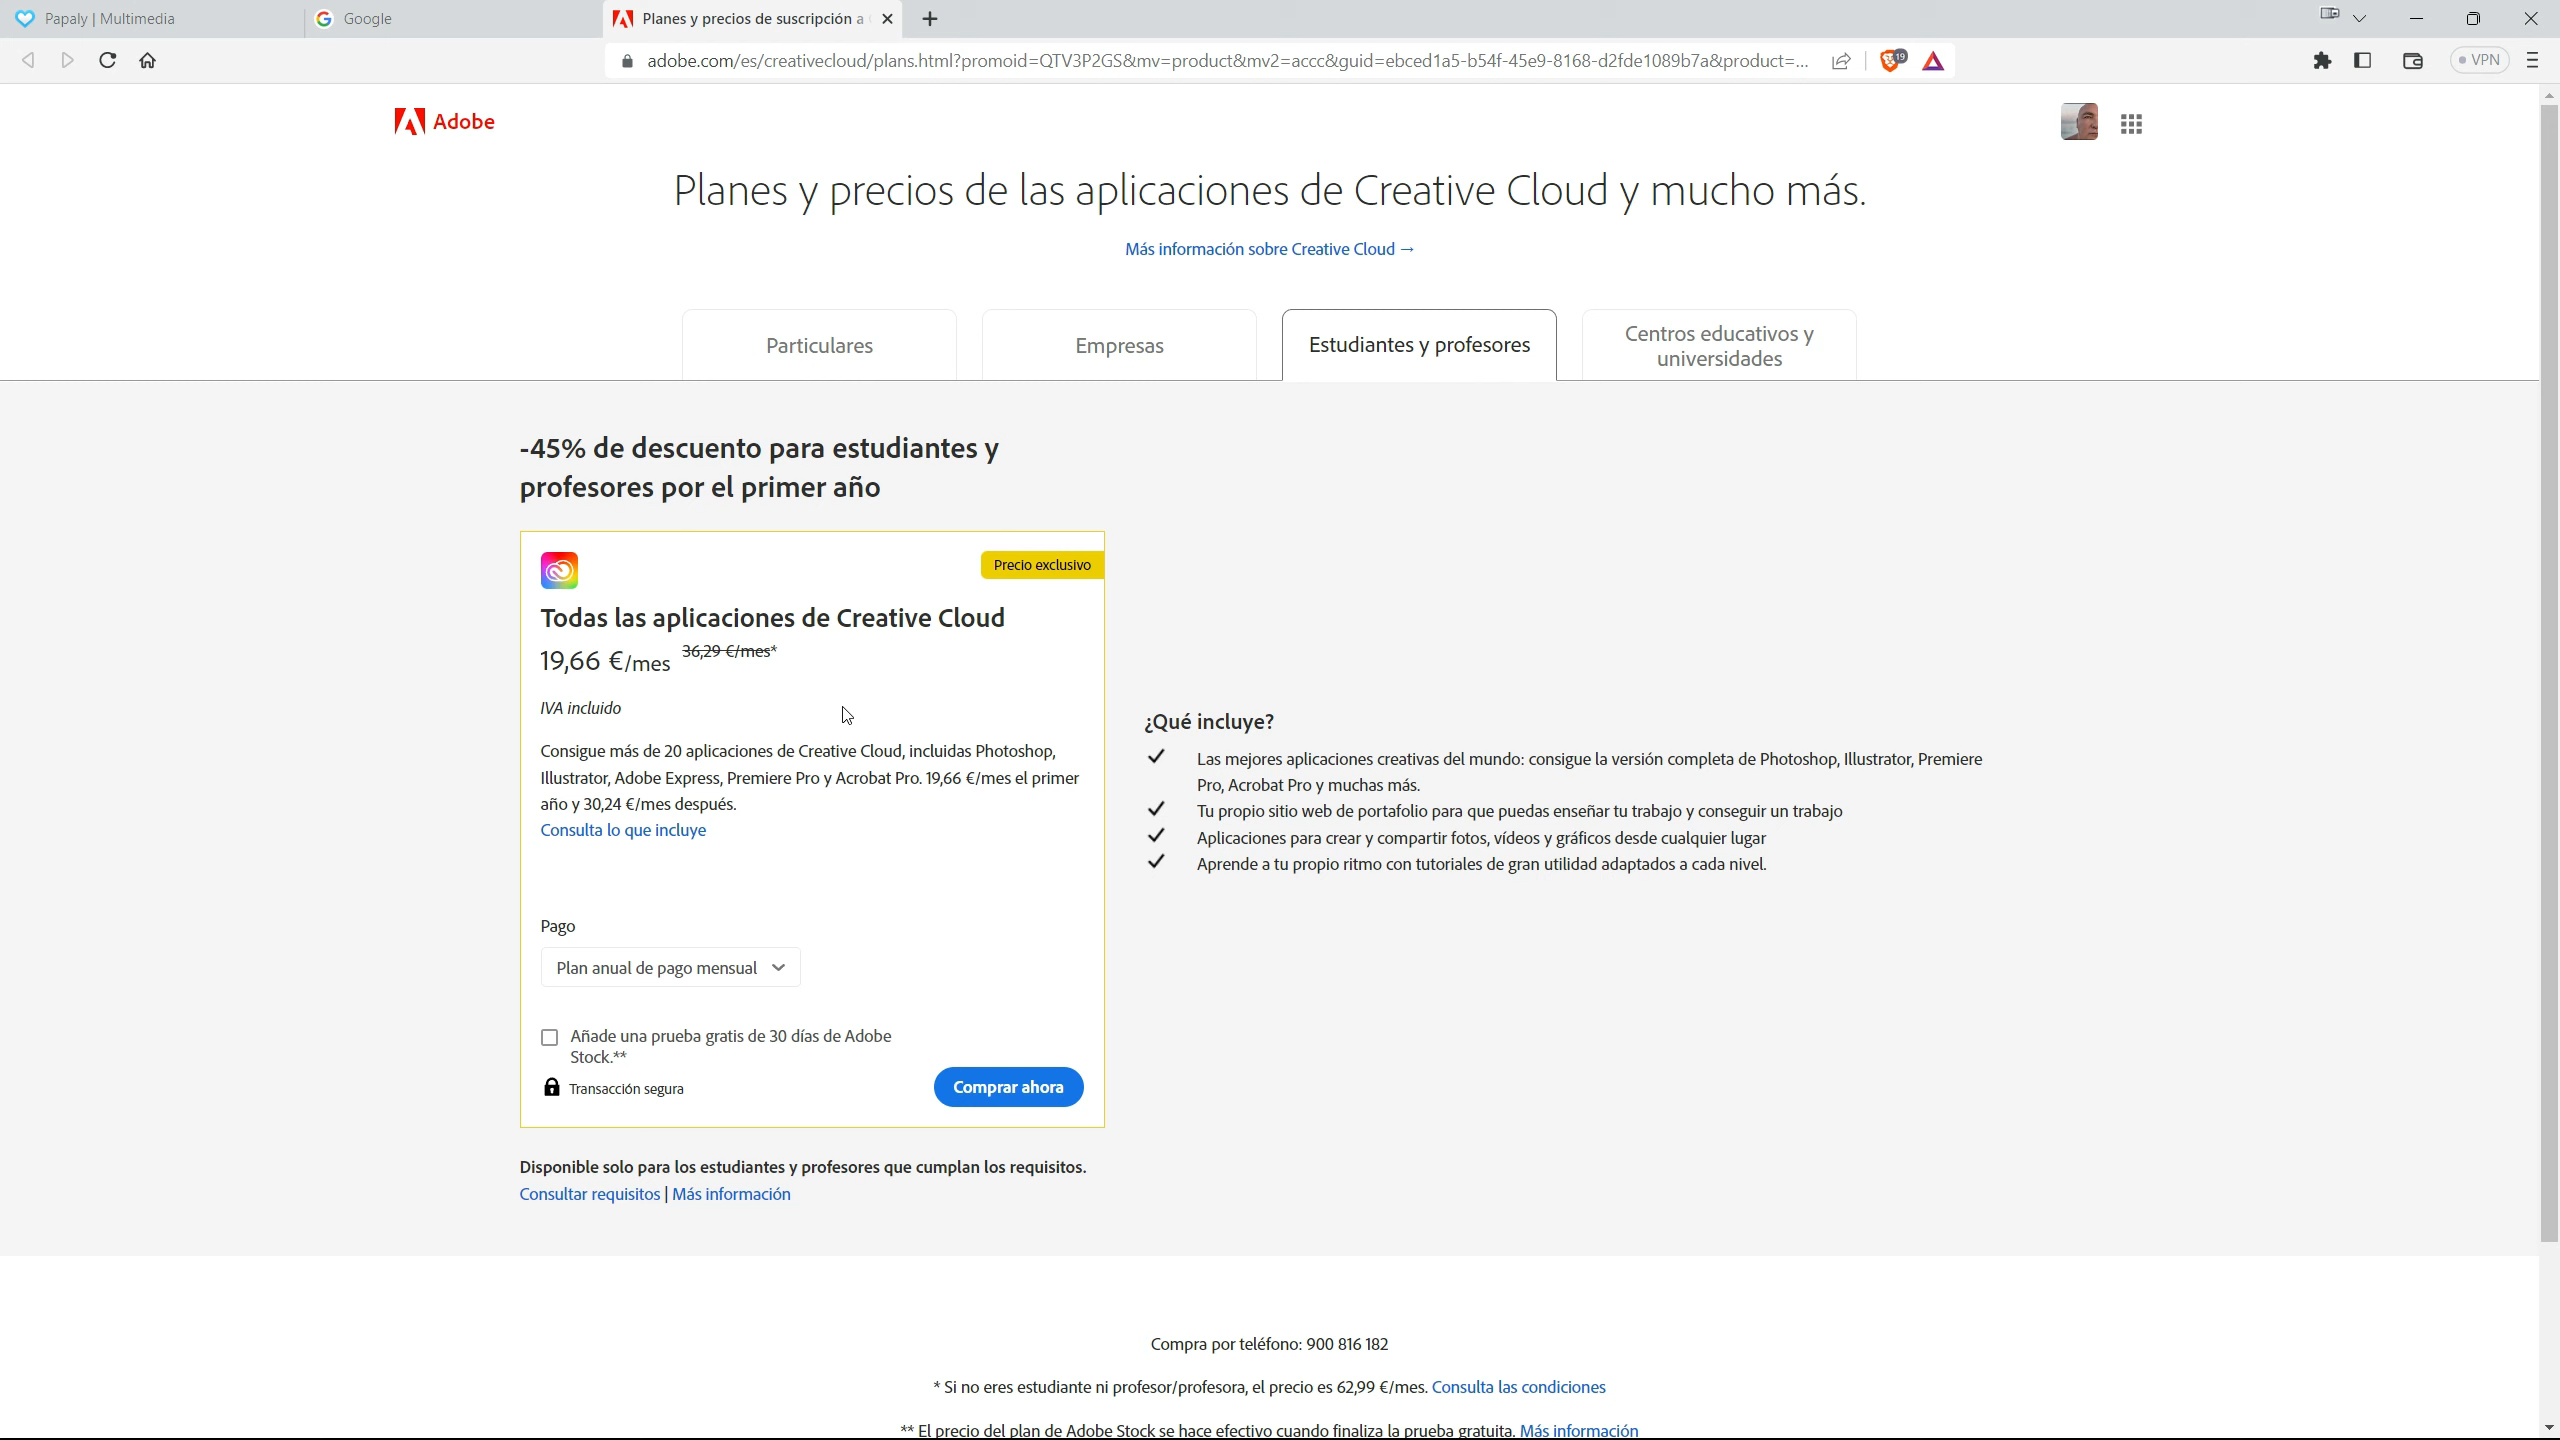 Papaly | Multimedia
Google
Planes y precios de suscripción a
adobe.com/es/creativecloud/plans.html?promoid=QTV3P2GS&mv=product&mv2=accc&guid=ebced1a5-b54f-45e9-8168-d2fde1089b7a&product=...
19
VPN
Adobe
Planes y precios de las aplicaciones de Creative Cloud y mucho más.
Más información sobre Creative Cloud →
Particulares
Empresas
Estudiantes y profesores
Centros educativos y
universidades
-45% de descuento para estudiantes y
profesores por el primer año
Precio exclusivo
Todas las aplicaciones de Creative Cloud
19,66 €/mes 36,29 €/mes*
IVA incluido
Consigue más de 20 aplicaciones de Creative Cloud, incluidas Photoshop,
Illustrator, Adobe Express, Premiere Pro y Acrobat Pro. 19,66 €/mes el primer
año y 30,24 €/mes después.
Consulta lo que incluye
Pago
Plan anual de pago mensual
Añade una prueba gratis de 30 días de Adobe
Stock.**
Transacción segura
Comprar ahora
¿Qué incluye?
Las mejores aplicaciones creativas del mundo: consigue la versión completa de Photoshop, Illustrator, Premiere
Pro, Acrobat Pro y muchas más.
Tu propio sitio web de portafolio para que puedas enseñar tu trabajo y conseguir un trabajo
Aplicaciones para crear y compartir fotos, vídeos y gráficos desde cualquier lugar
Aprende a tu propio ritmo con tutoriales de gran utilidad adaptados a cada nivel.
Disponible solo para los estudiantes y profesores que cumplan los requisitos.
Consultar requisitos | Más información
Compra por teléfono: 900 816 182
* Si no eres estudiante ni profesor/profesora, el precio es 62,99 €/mes. Consulta las condiciones
** El precio del plan de Adobe Stock se hace efectivo cuando finaliza la prueba gratuita. Más información